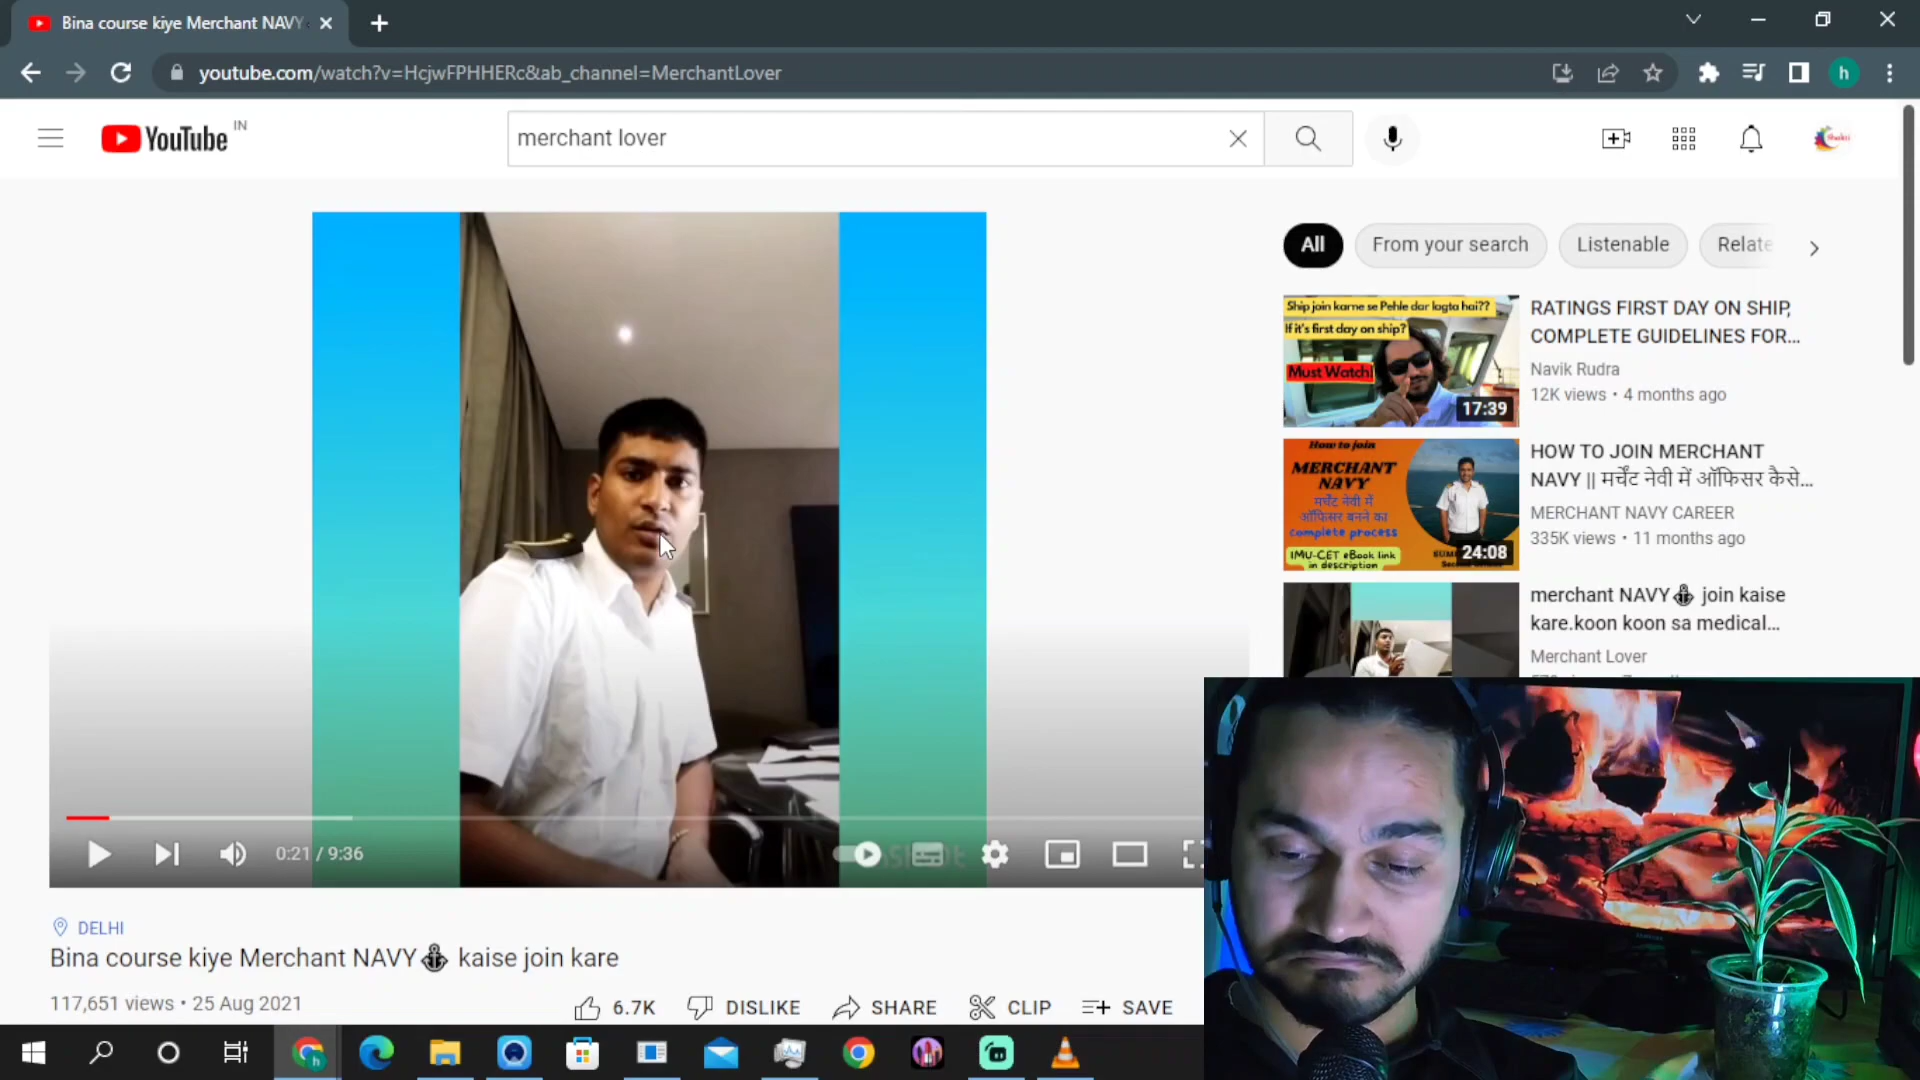 Bina course kiye Merchant NAVY
youtube.com/watch?v=HcjwFPHHERc&ab_channel=MerchantLover
h
YouTube IN
merchant lover
Shakti
All
From your search
Listenable
Relate
Ship join karne se Pehle dar lagta hai??
If it's first day on ship?
Must Watch!
17:39
RATINGS FIRST DAY ON SHIP,
COMPLETE GUIDELINES FOR...
Navik Rudra
12K views • 4 months ago
How to join
MERCHANT
NAVY
मर्चेंट नेवी में
ऑफिसर बनने का
complete process
IMU-CET eBook link
in description
24:08
HOW TO JOIN MERCHANT
NAVY || मर्चेंट नेवी में ऑफिसर कैसे...
MERCHANT NAVY CAREER
335K views • 11 months ago
merchant NAVY join kaise
kare.koon koon sa medical...
Merchant Lover
0:21 / 9:36
DELHI
Bina course kiye Merchant NAVY kaise join kare
117,651 views • 25 Aug 2021
6.7K
DISLIKE
SHARE
CLIP
SAVE